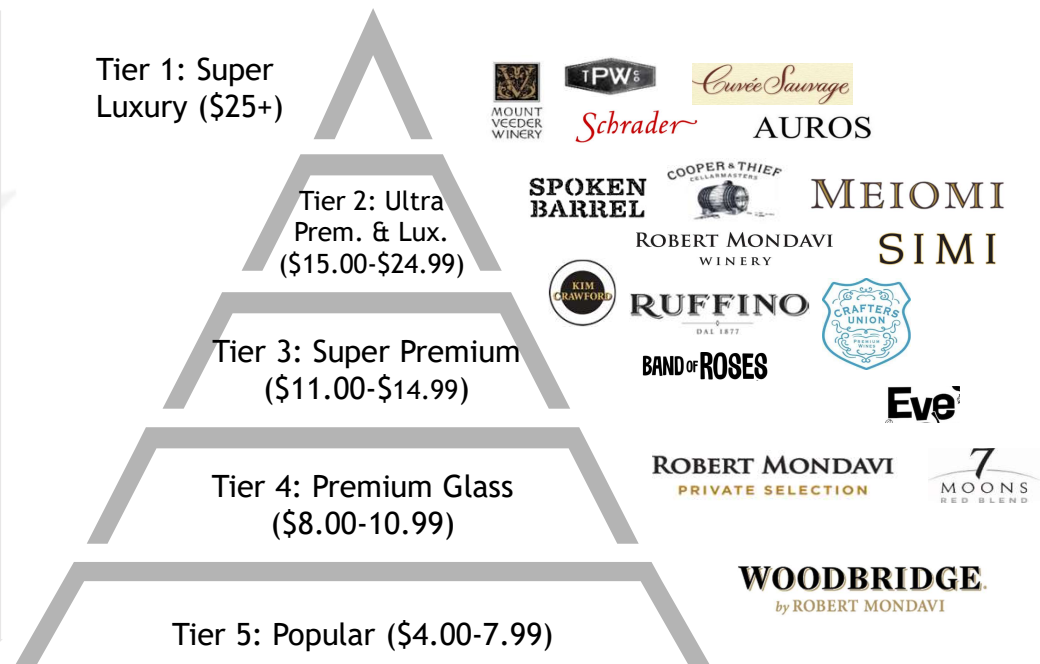 Tier 1: Super
Luxury ($25+)
MOUNT
VEEDER
WINERY
TPWCO
Cuvée Sauvage
Schrader
AUROS
Tier 2: Ultra
Prem. & Lux.
($15.00-$24.99)
SPOKEN
BARREL
COOPER & THIEF
CELLARMASTERS
MEIOMI
ROBERT MONDAVI
WINERY
SIMI
Tier 3: Super Premium
($11.00-$14.99)
KIM
CRAWFORD
RUFFINO
DAL 1877
CRAFTERS
UNION
PREMIUM
WINES
BAND OF ROSES
Eve
Tier 4: Premium Glass
($8.00-10.99)
ROBERT MONDAVI
PRIVATE SELECTION
7
MOONS
RED BLEND
Tier 5: Popular ($4.00-7.99)
WOODBRIDGE.
by ROBERT MONDAVI